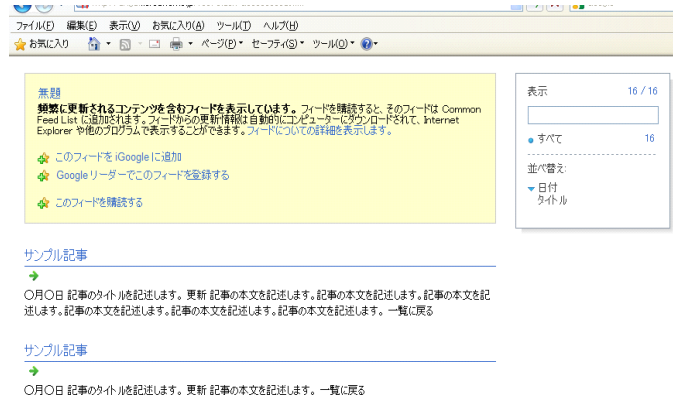 ファイル(F) 編集(E) 表示(V) お気に入り(A) ツール(T) ヘルプ(H)
お気に入り ページ(P) セーフティ(S) ツール(O)
無題
頻繁に更新されるコンテンツを含むフィードを表示しています。フィードを購読すると、そのフィードは Common
Feed List に追加されます。フィードからの更新情報は自動的にコンピューターにダウンロードされて、Internet
Explorer や他のプログラムで表示することができます。フィードについての詳細を表示します。
このフィードを iGoogle に追加
Google リーダーでこのフィードを登録する
このフィードを購読する
表示 16 / 16
すべて 16
並べ替え:
日付
タイトル
サンプル記事
〇月〇日 記事のタイトルを記述します。更新 記事の本文を記述します。記事の本文を記述します。記事の本文を記
述します。記事の本文を記述します。記事の本文を記述します。記事の本文を記述します。 一覧に戻る
サンプル記事
〇月〇日 記事のタイトルを記述します。更新 記事の本文を記述します。 一覧に戻る